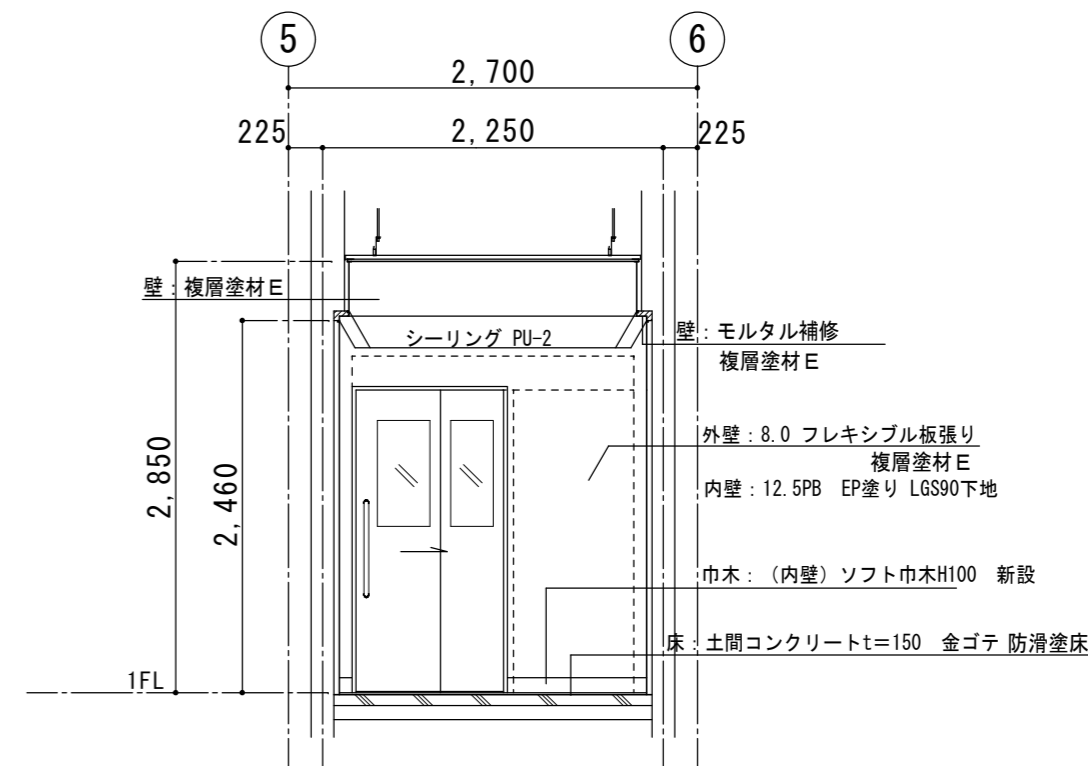 5
6
2,700
225
2,250
225
壁：複層塗材Ｅ
シーリング PU-2
壁：モルタル補修
複層塗材Ｅ
2,850
2,460
外壁：8.0 フレキシブル板張り
複層塗材Ｅ
内壁：12.5PB　EP塗り LGS90下地
巾木：（内壁）ソフト巾木H100　新設
床：土間コンクリートt＝150　金ゴテ 防滑塗床
1FL